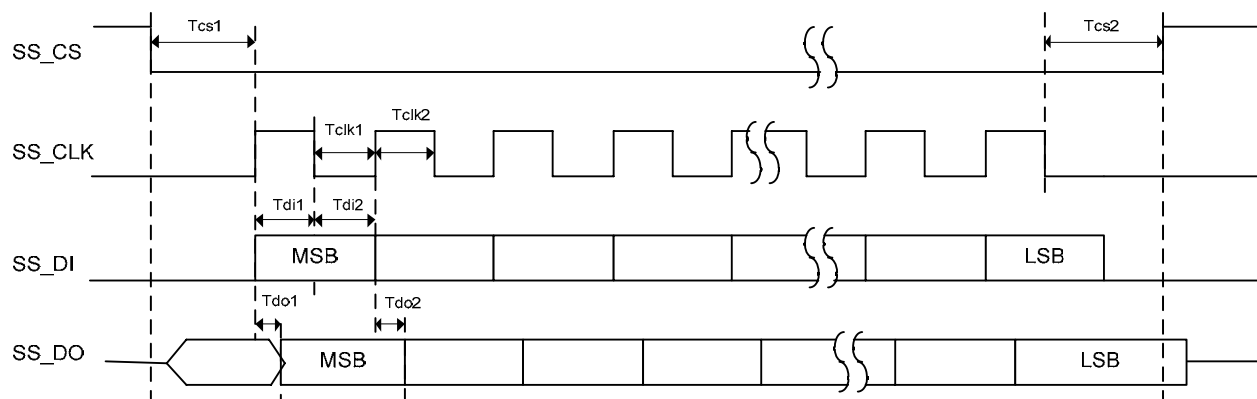 Tcs1
Tcs2
SS_CS
Tclk1
Tclk2
SS_CLK
Tdi1
Tdi2
SS_DI
MSB
LSB
Tdo1
Tdo2
SS_DO
MSB
LSB